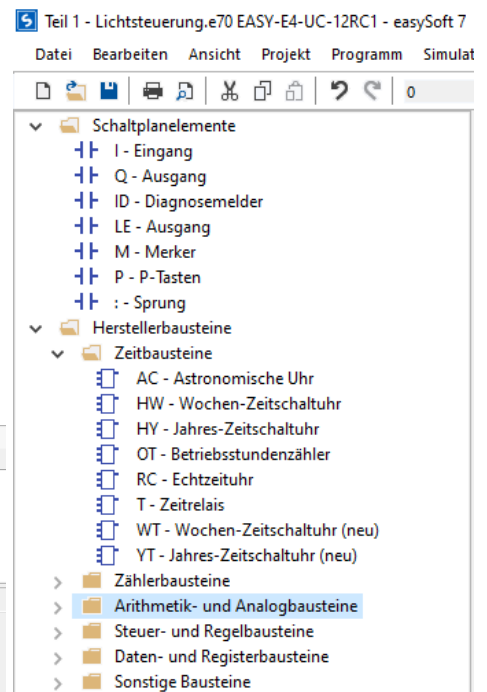 Teil 1 - Lichtsteuerung.e70 EASY-E4-UC-12RC1 - easySoft 7
Datei Bearbeiten Ansicht Projekt Programm Simulat
0
Schaltplanelemente
I - Eingang
Q - Ausgang
ID - Diagnosemelder
LE - Ausgang
M - Merker
P - P-Tasten
: - Sprung
Herstellerbausteine
Zeitbausteine
AC - Astronomische Uhr
HW - Wochen-Zeitschaltuhr
HY - Jahres-Zeitschaltuhr
OT - Betriebsstundenzähler
RC - Echtzeituhr
T - Zeitrelais
WT - Wochen-Zeitschaltuhr (neu)
YT - Jahres-Zeitschaltuhr (neu)
Zählerbausteine
Arithmetik- und Analogbausteine
Steuer- und Regelbausteine
Daten- und Registerbausteine
Sonstige Bausteine